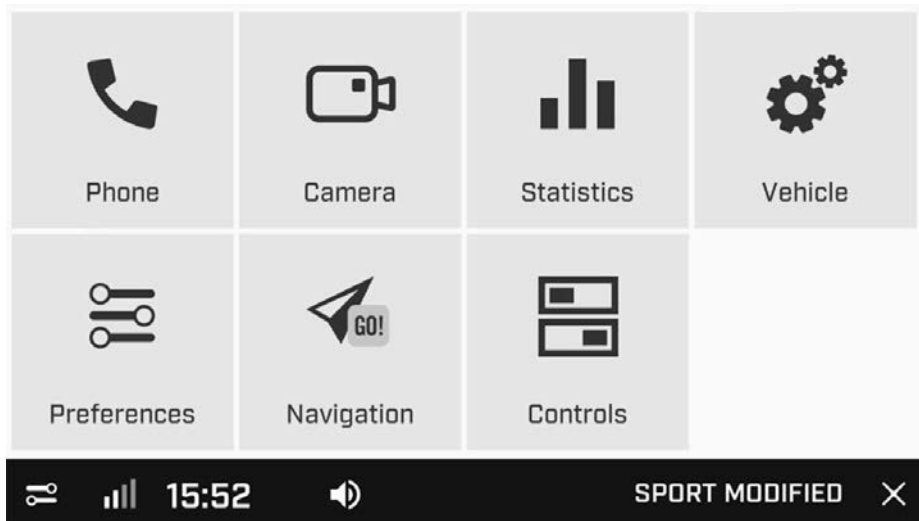 Phone Camera Statistics Vehicle
GO!
Preferences Navigation Controls
15:52 SPORT MODIFIED